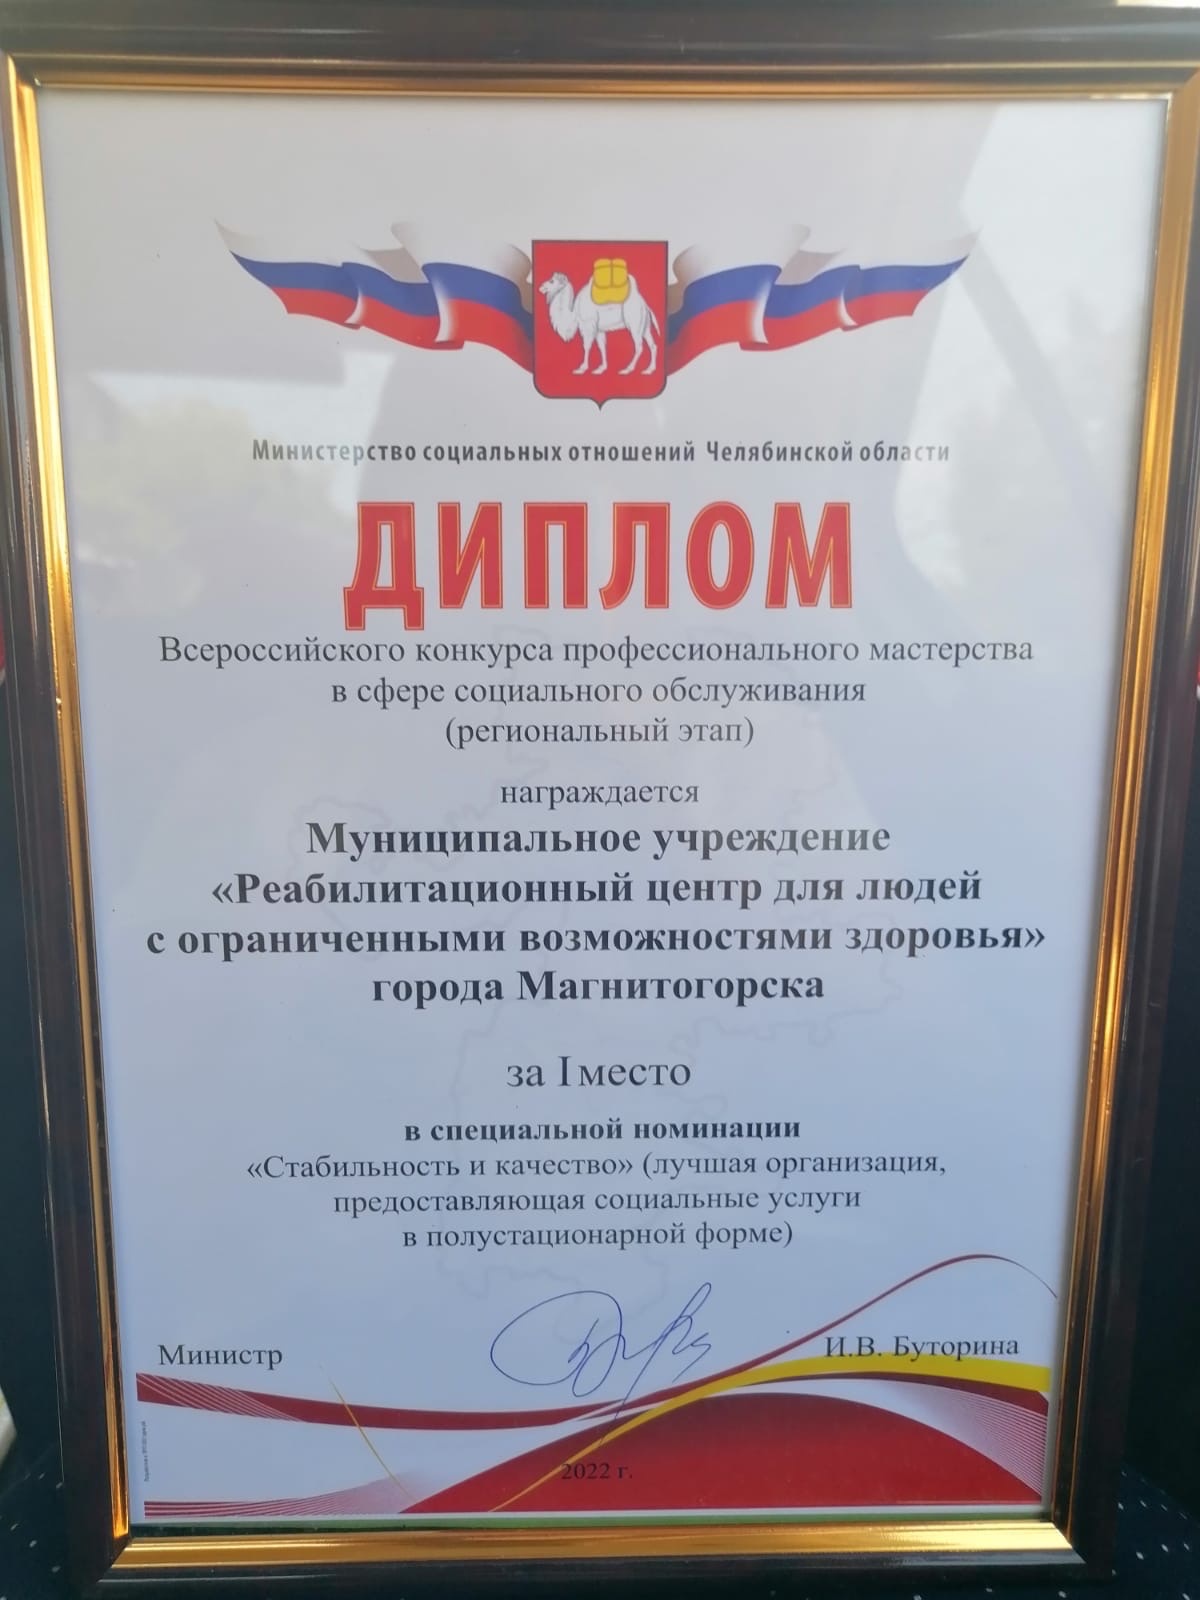 Министерство социальных отношений Челябинской области
ДИПЛОМ
Всероссийского конкурса профессионального мастерства
в сфере социального обслуживания
(региональный этап)
награждается
Муниципальное учреждение
«Реабилитационный центр для людей
с ограниченными возможностями здоровья»
города Магнитогорска
за I место
в специальной номинации
«Стабильность и качество» (лучшая организация,
предоставляющая социальные услуги
в полустационарной форме)
Министр
И.В. Буторина
2022 г.